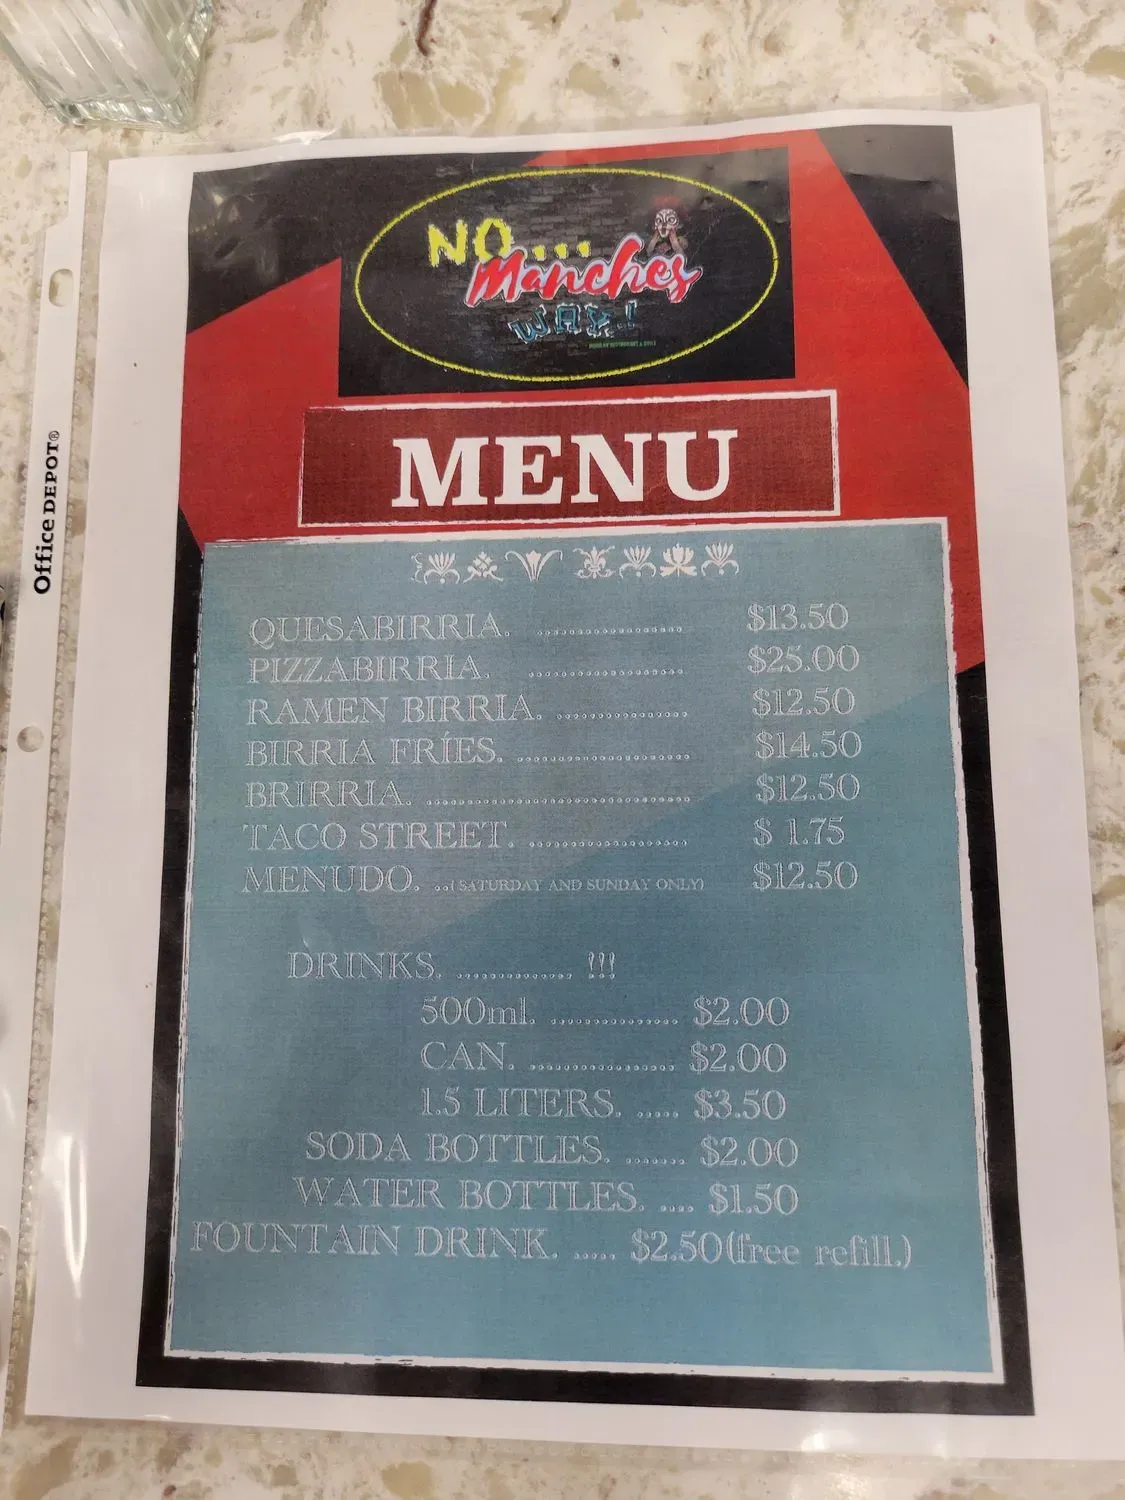 NO...
Manches
WAY!
MENU
QUESABIRRIA. .................... $13.50
PIZZABIRRIA. ..................... $25.00
RAMEN BIRRIA. .................. $12.50
BIRRIA FRÍES. ....................... $14.50
BRIRRIA. .................................... $12.50
TACO STREET. ..................... $ 1.75
MENUDO. ..(SATURDAY AND SUNDAY ONLY) $12.50
DRINKS. ............... !!!
500ml. ................ $2.00
CAN. ................... $2.00
1.5 LITERS. ..... $3.50
SODA BOTTLES. ....... $2.00
WATER BOTTLES. .... $1.50
FOUNTAIN DRINK. ..... $2.50(free refill.)
Office DEPOT®